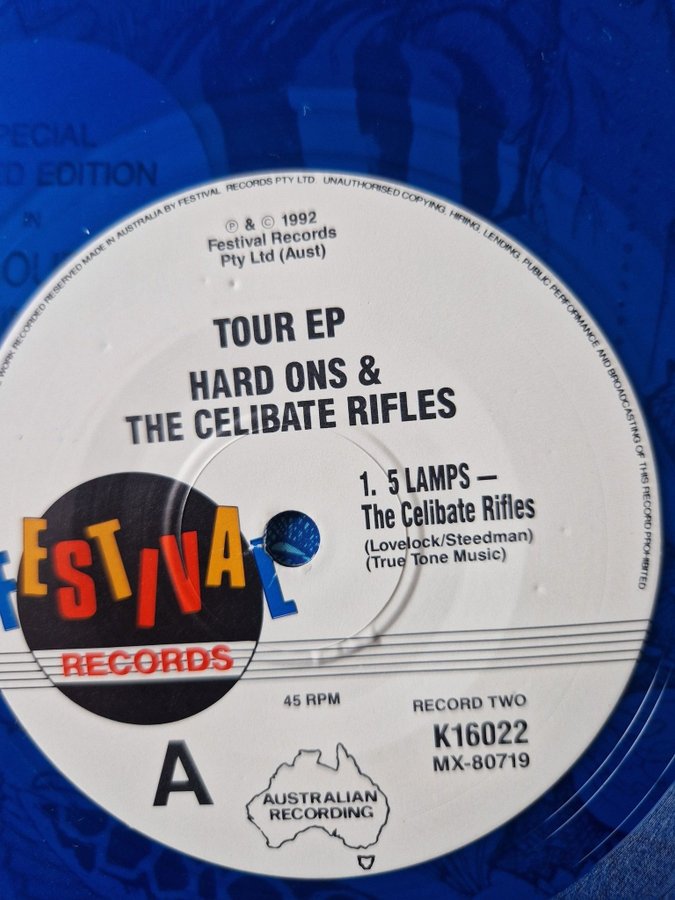 PECIAL
D EDITION
IN
OU
WORK RECORDED RESERVED MADE IN AUSTRALIA BY FESTIVAL RECORDS PTY LTD UNAUTHORISED COPYING, HIRING, LENDING, PUBLIC PERFORMANCE AND BROADCASTING OF THIS RECORD PROHIBITED
℗ & © 1992
Festival Records
Pty Ltd (Aust)
TOUR EP
HARD ONS &
THE CELIBATE RIFLES
1. 5 LAMPS –
The Celibate Rifles
(Lovelock/Steedman)
(True Tone Music)
FESTIVAL
RECORDS
45 RPM
RECORD TWO
K16022
MX-80719
A
AUSTRALIAN
RECORDING